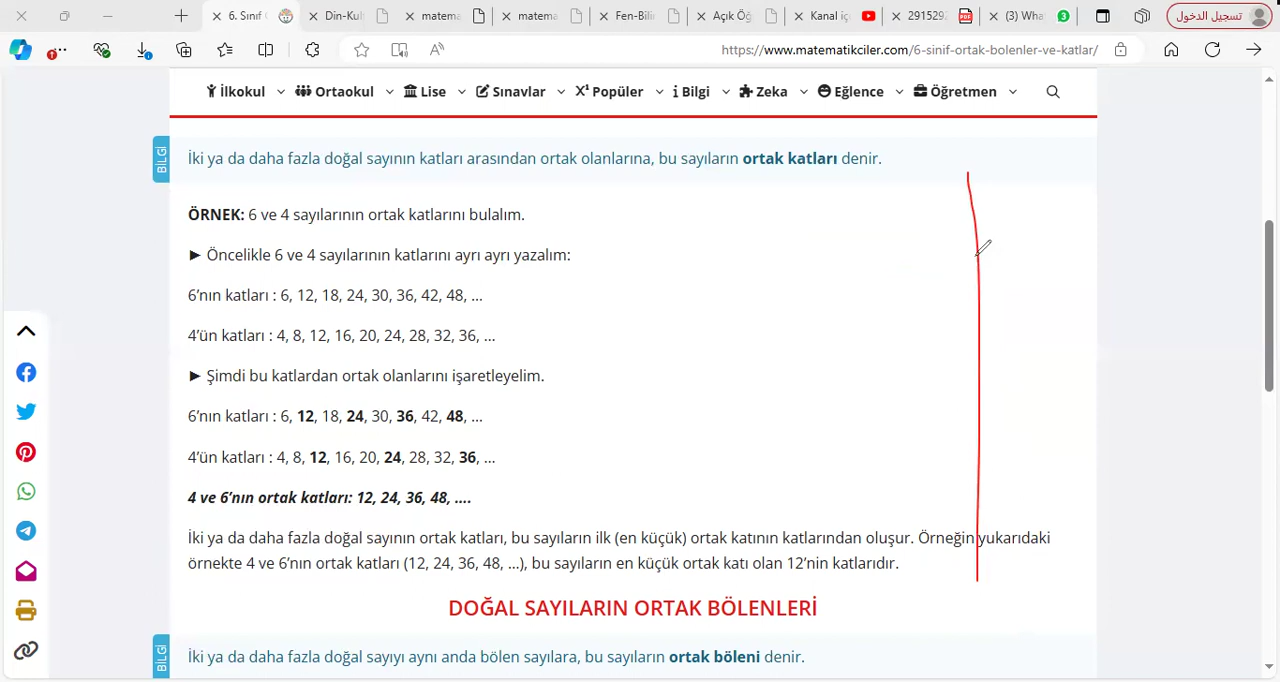 6. Sınıf
Din-Kul
matema
matema
Fen-Bilin
Açık Öğ
Kanal iç
291529
(3) Wha
3
تسجيل الدخول
https://www.matematikciler.com/6-sinif-ortak-bolenler-ve-katlar/
İlkokul Ortaokul Lise Sınavlar Popüler Bilgi Zeka Eğlence Öğretmen
BİLGİ
İki ya da daha fazla doğal sayının katları arasından ortak olanlarına, bu sayıların ortak katları denir.
ÖRNEK: 6 ve 4 sayılarının ortak katlarını bulalım.
► Öncelikle 6 ve 4 sayılarının katlarını ayrı ayrı yazalım:
6’nın katları : 6, 12, 18, 24, 30, 36, 42, 48, …
4’ün katları : 4, 8, 12, 16, 20, 24, 28, 32, 36, …
► Şimdi bu katlardan ortak olanlarını işaretleyelim.
6’nın katları : 6, 12, 18, 24, 30, 36, 42, 48, …
4’ün katları : 4, 8, 12, 16, 20, 24, 28, 32, 36, …
4 ve 6’nın ortak katları: 12, 24, 36, 48, ….
İki ya da daha fazla doğal sayının ortak katları, bu sayıların ilk (en küçük) ortak katının katlarından oluşur. Örneğin yukarıdaki
örnekte 4 ve 6’nın ortak katları (12, 24, 36, 48, …), bu sayıların en küçük ortak katı olan 12’nin katlarıdır.
DOĞAL SAYILARIN ORTAK BÖLENLERİ
BİLGİ
İki ya da daha fazla doğal sayıyı aynı anda bölen sayılara, bu sayıların ortak böleni denir.